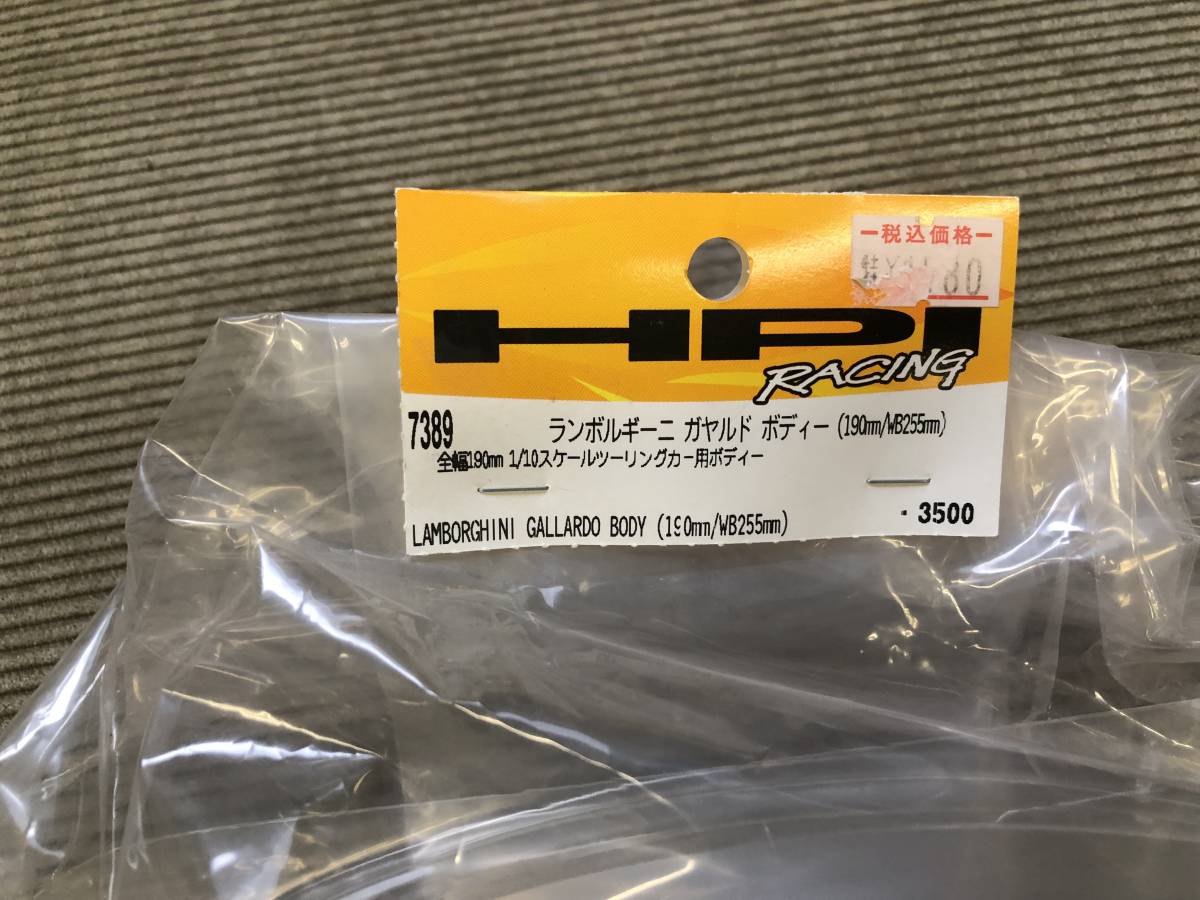 ー税込価格ー
HPI
RACING
7389 ランボルギーニ ガヤルド ボディー (190mm/WB255mm)
全幅190mm 1/10スケールツーリングカー用ボディー
LAMBORGHINI GALLARDO BODY (190mm/WB255mm)
3500